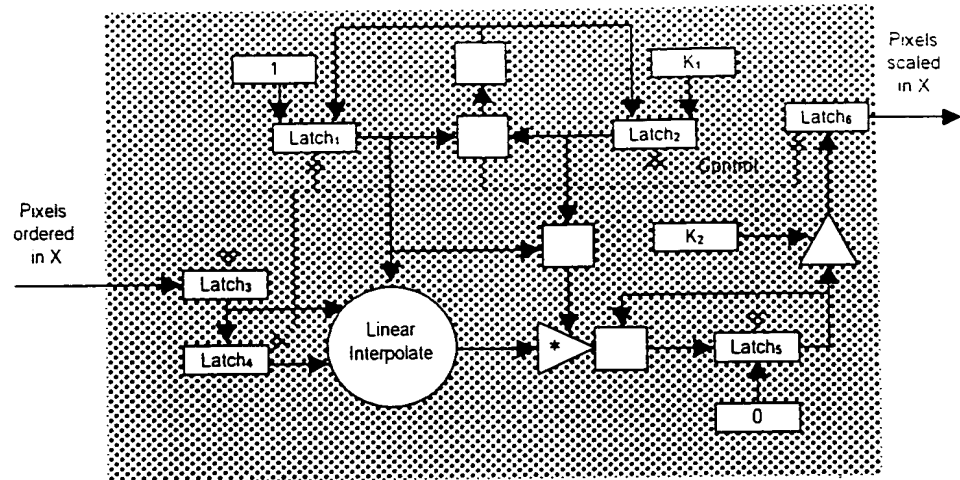 Pixels
scaled
in X
1
K₁
Latch₁
Latch₂
Latch₆
Control
Pixels
ordered
in X
K₂
Latch₃
Linear
Interpolate
Latch₄
*
Latch₅
0